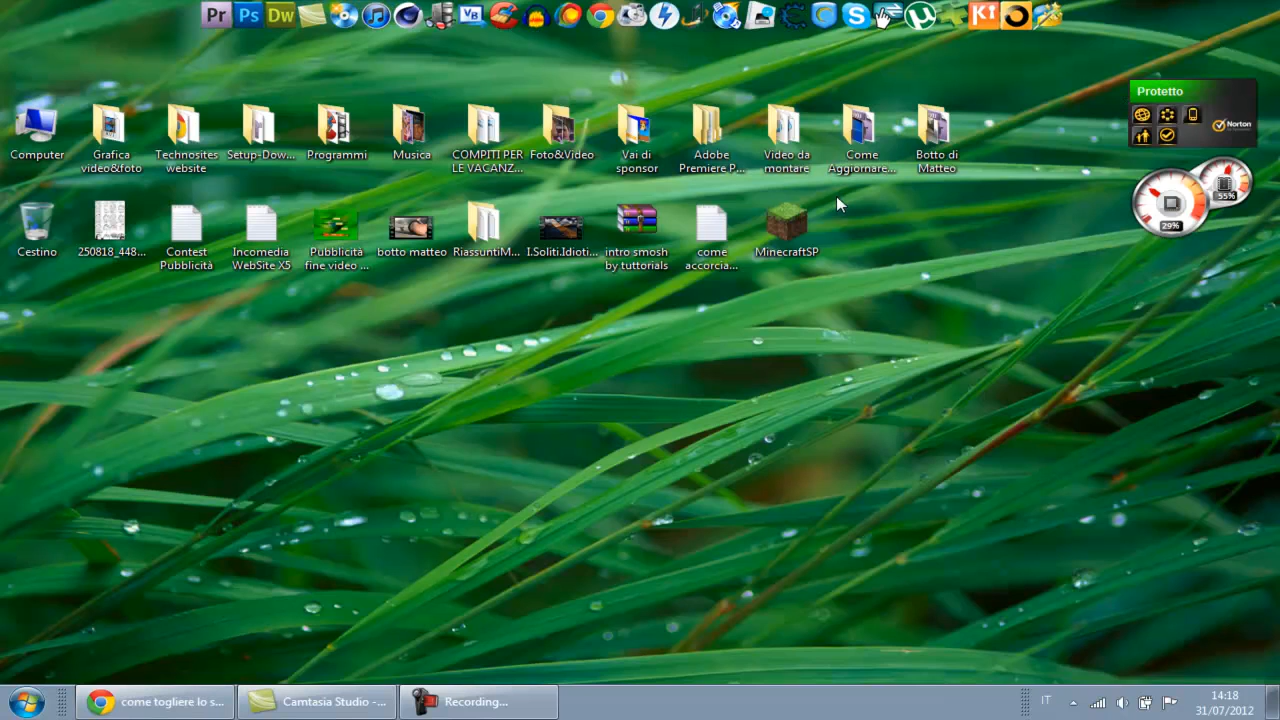 Pr Ps Dw VB S µ Ki
Protetto
Norton
Computer
Grafica
video&foto
Technosites
website
Setup-Dow...
Programmi
Musica
COMPITI PER
LE VACANZ...
Foto&Video
Vai di
sponsor
Adobe
Premiere P...
Video da
montare
Come
Aggiornare...
Botto di
Matteo
55%
29%
Cestino
250818_448...
Contest
Pubblicità
Incomedia
WebSite X5
Pubblicità
fine video ...
botto matteo
RiassuntiM...
I.Soliti.Idioti...
intro smosh
by tuttorials
come
accorcia...
MinecraftSP
come togliere lo s...
Camtasia Studio -...
Recording...
IT
14:18
31/07/2012